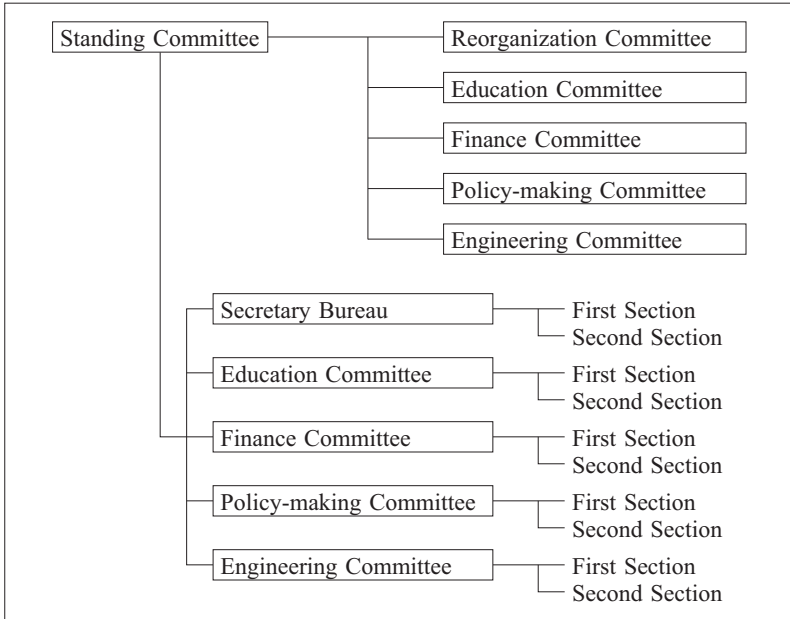 Standing Committee
Reorganization Committee
Education Committee
Finance Committee
Policy-making Committee
Engineering Committee
Secretary Bureau
First Section
Second Section
Education Committee
First Section
Second Section
Finance Committee
First Section
Second Section
Policy-making Committee
First Section
Second Section
Engineering Committee
First Section
Second Section